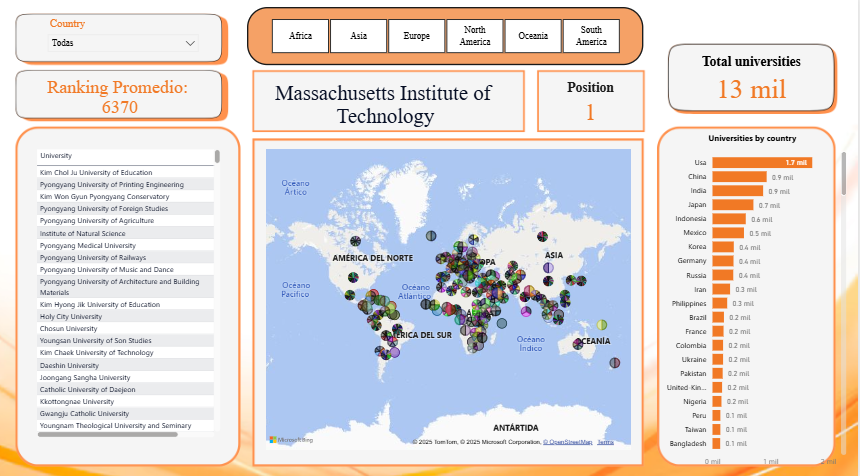 Country
Todas
Africa
Asia
Europe
North
America
Oceania
South
America
Ranking Promedio:
6370
Massachusetts Institute of
Technology
Position
1
Total universities
13 mil
University
Kim Chol Ju University of Education
Pyongyang University of Printing Engineering
Kim Won Gyun Pyongyang Conservatory
Pyongyang University of Foreign Studies
Pyongyang University of Agriculture
Institute of Natural Science
Pyongyang Medical University
Pyongyang University of Railways
Pyongyang University of Music and Dance
Pyongyang University of Architecture and Building
Materials
Kim Hyong Jik University of Education
Holy City University
Chosun University
Youngsan University of Son Studies
Kim Chaek University of Technology
Daeshin University
Joongang Sangha University
Catholic University of Daejeon
Kkottongnae University
Gwangju Catholic University
Youngnam Theological University and Seminary
Océano
Ártico
AMÉRICA DEL NORTE
OPA
ASIA
Océano
Pacífico
Océano
Atlántico
ÉRICA DEL SUR
Océano
Índico
OCEANÍA
ANTÁRTIDA
Microsoft Bing
© 2025 TomTom, © 2025 Microsoft Corporation, © OpenStreetMap Terms
Universities by country
Usa 1.7 mil
China 0.9 mil
India 0.9 mil
Japan 0.7 mil
Indonesia 0.6 mil
Mexico 0.5 mil
Korea 0.4 mil
Germany 0.4 mil
Russia 0.4 mil
Iran 0.3 mil
Philippines 0.3 mil
Brazil 0.2 mil
France 0.2 mil
Colombia 0.2 mil
Ukraine 0.2 mil
Pakistan 0.2 mil
United-Kin... 0.2 mil
Nigeria 0.2 mil
Peru 0.1 mil
Taiwan 0.1 mil
Bangladesh 0.1 mil
0 mil 1 mil 2 mil